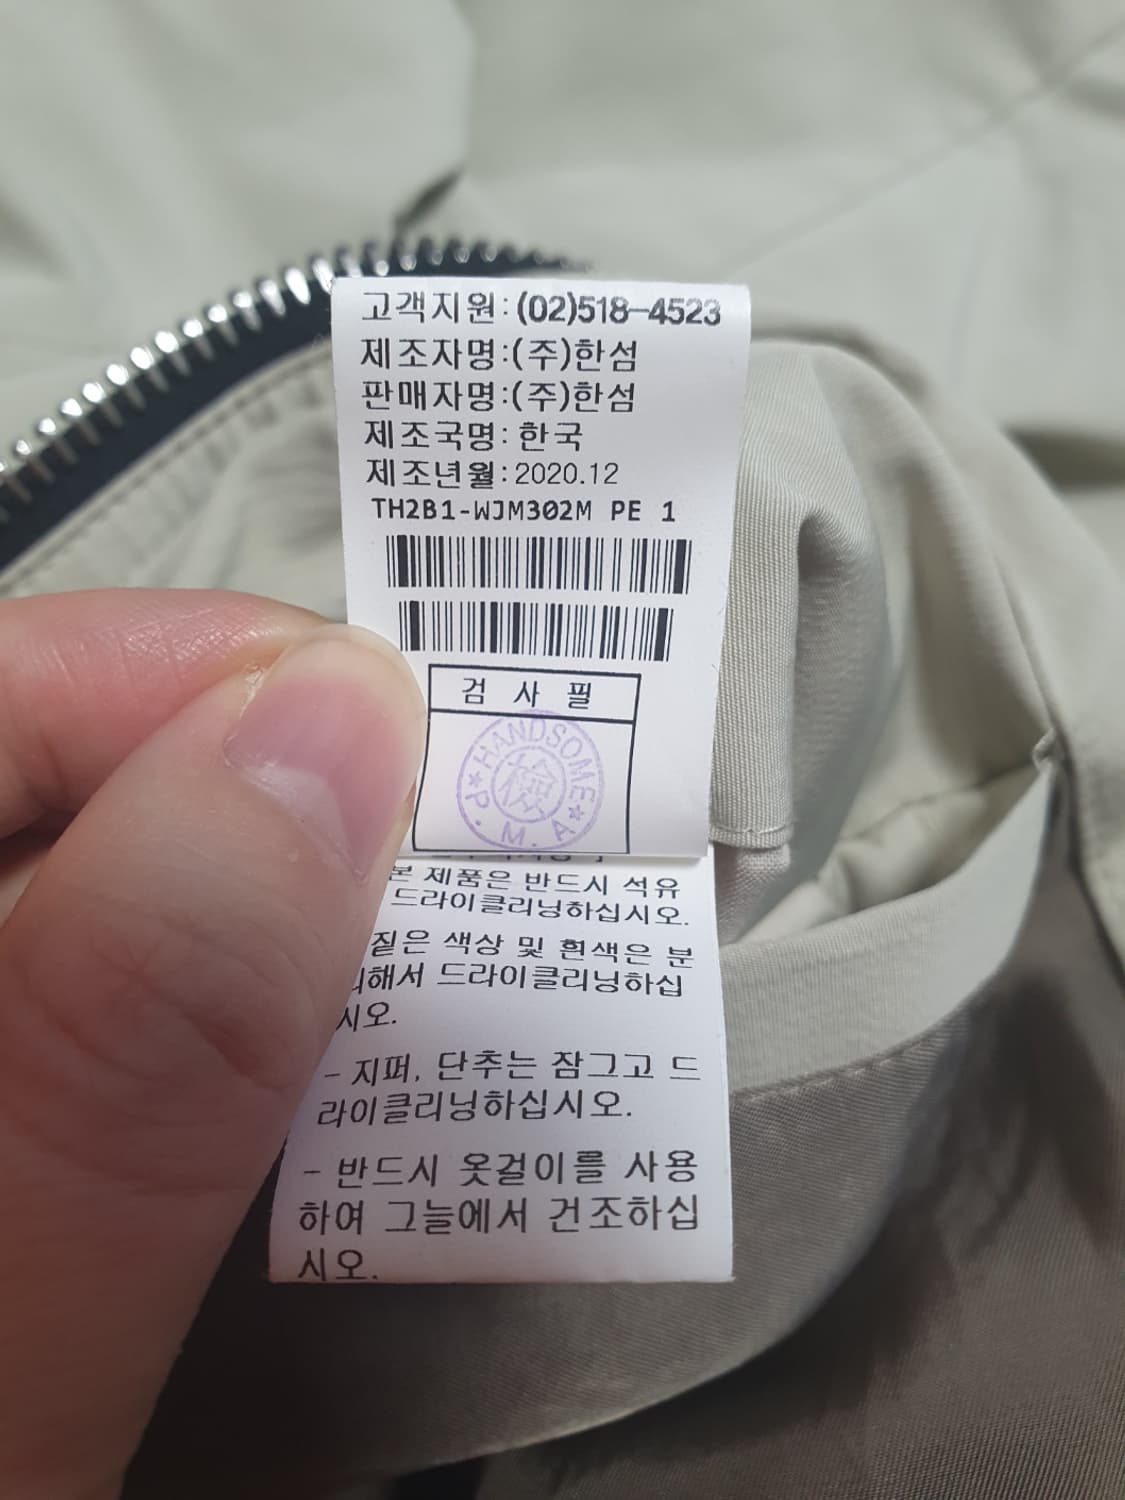 고객지원:(02)518-4523
제조자명:(주)한섬
판매자명:(주)한섬
제조국명: 한국
제조년월:2020.12
TH2B1-WJM302M PE 1
검 사 필
HANDSOME
檢
P.M.A
본 제품은 반드시 석유
드라이클리닝하십시오.
짙은 색상 및 흰색은 분
리해서 드라이클리닝하십
시오.
- 지퍼, 단추는 잠그고 드
라이클리닝하십시오.
- 반드시 옷걸이를 사용
하여 그늘에서 건조하십
시오.